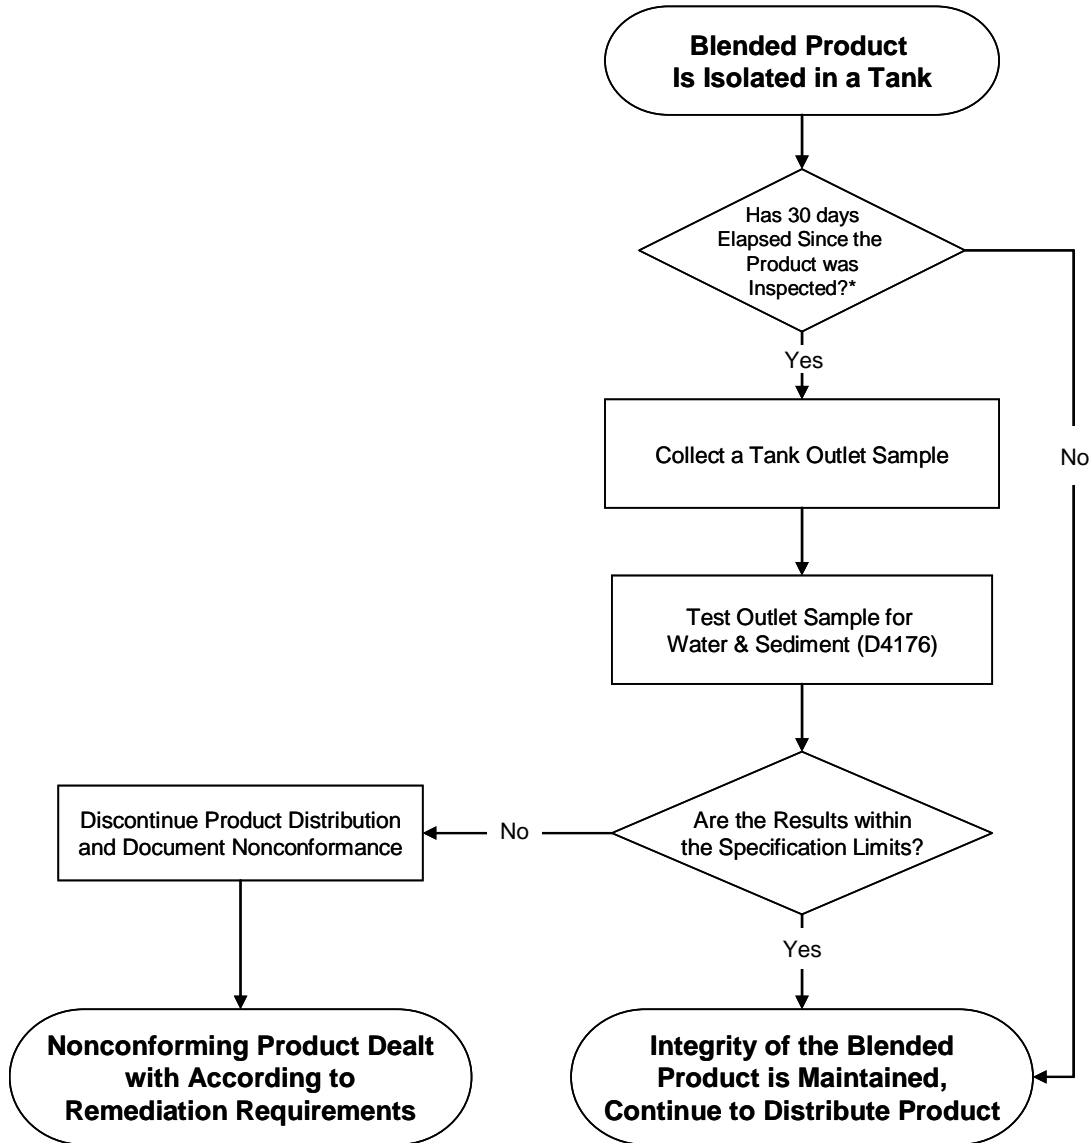 Blended Product
Is Isolated in a Tank
Has 30 days
Elapsed Since the
Product was
Inspected?*
Yes
No
Collect a Tank Outlet Sample
Test Outlet Sample for
Water & Sediment (D4176)
Are the Results within
the Specification Limits?
No
Discontinue Product Distribution
and Document Nonconformance
Yes
Nonconforming Product Dealt
with According to
Remediation Requirements
Integrity of the Blended
Product is Maintained,
Continue to Distribute Product